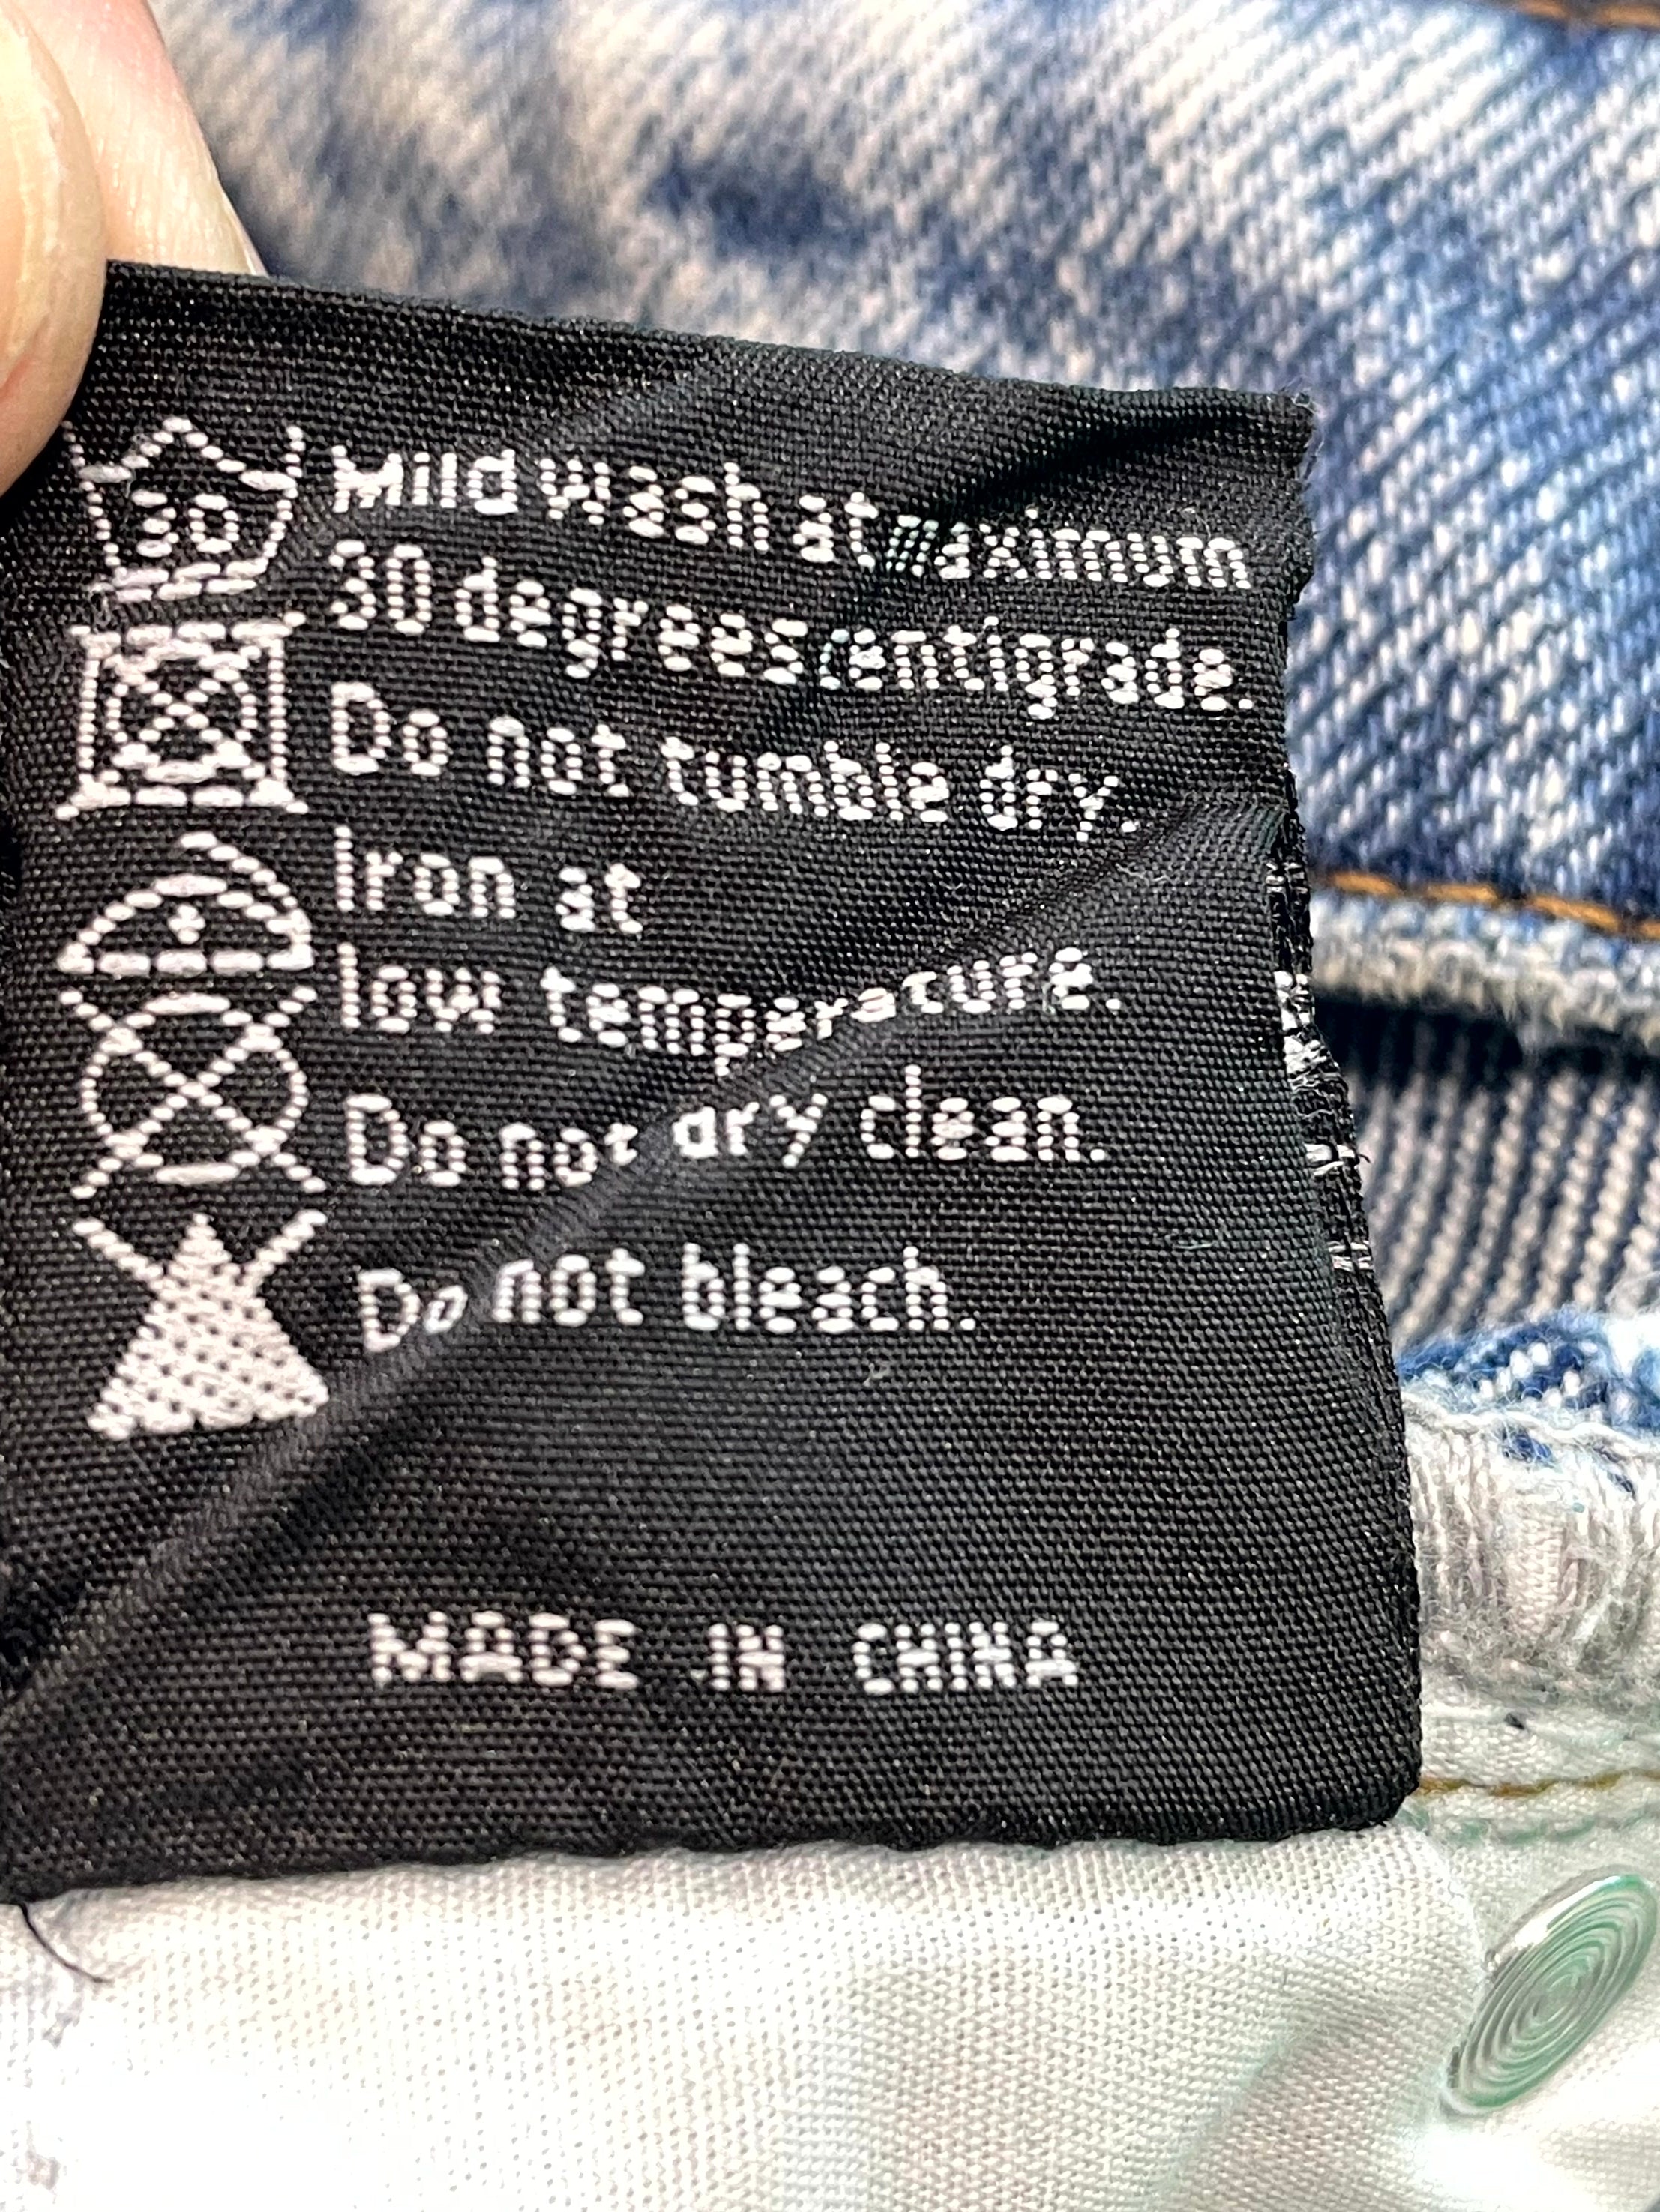 30
Mild wash at maximum
30 degrees centigrade.
Do not tumble dry.
Iron at
low temperature.
Do not dry clean.
Do not bleach.
MADE IN CHINA